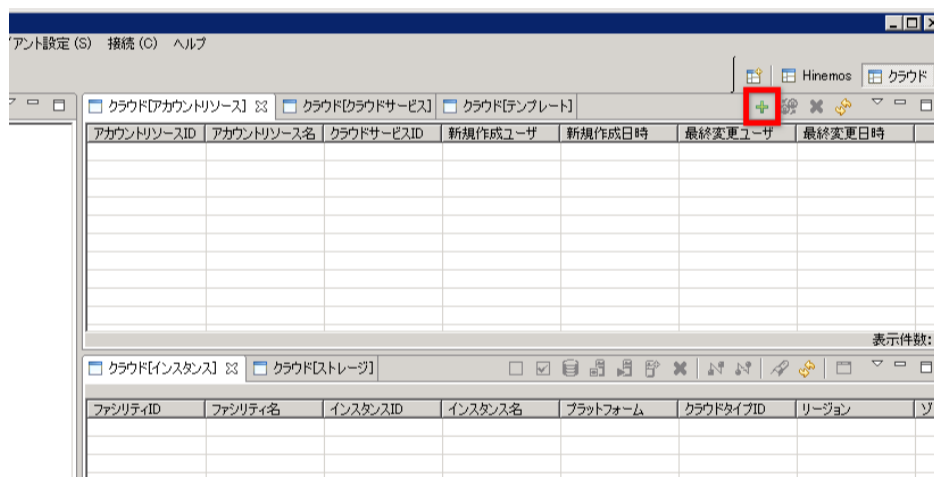 イアント設定(S) 接続(C) ヘルプ
Hinemos クラウド
クラウド[アカウントリソース] クラウド[クラウドサービス] クラウド[テンプレート]
アカウントリソースID アカウントリソース名 クラウドサービスID 新規作成ユーザ 新規作成日時 最終変更ユーザ 最終変更日時
表示件数:
クラウド[インスタンス] クラウド[ストレージ]
ファシリティID ファシリティ名 インスタンスID インスタンス名 プラットフォーム クラウドタイプID リージョン ゾ